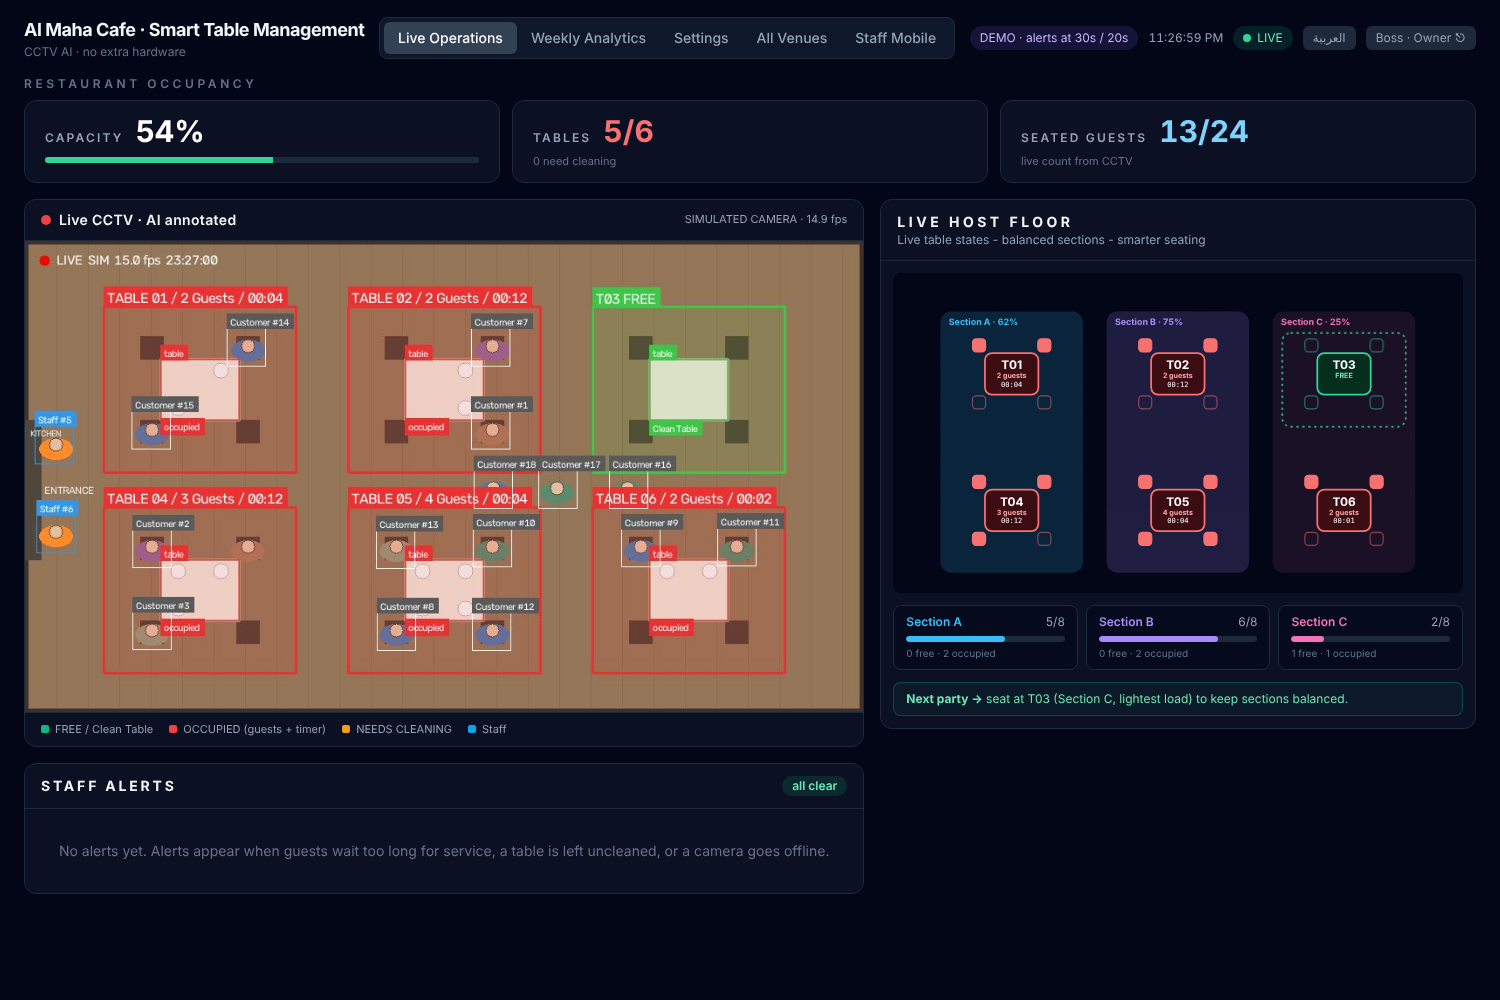 Al Maha Cafe · Smart Table Management
CCTV AI · no extra hardware
Live Operations
Weekly Analytics
Settings
All Venues
Staff Mobile
DEMO · alerts at 30s / 20s
11:26:59 PM
LIVE
العربية
Boss · Owner
RESTAURANT OCCUPANCY
CAPACITY 54%
TABLES 5/6
0 need cleaning
SEATED GUESTS 13/24
live count from CCTV
Live CCTV · AI annotated
SIMULATED CAMERA · 14.9 fps
LIVE SIM 15.0 fps 23:27:00
TABLE 01 / 2 Guests / 00:04
Customer #14
table
Customer #15
occupied
TABLE 02 / 2 Guests / 00:12
Customer #7
table
Customer #1
occupied
T03 FREE
table
Clean Table
Staff #5
KITCHEN
ENTRANCE
Staff #6
Customer #18
Customer #17
Customer #16
TABLE 04 / 3 Guests / 00:12
Customer #2
table
Customer #3
occupied
TABLE 05 / 4 Guests / 00:04
Customer #13
Customer #10
table
Customer #8
Customer #12
occupied
TABLE 06 / 2 Guests / 00:02
Customer #9
Customer #11
table
occupied
FREE / Clean Table
OCCUPIED (guests + timer)
NEEDS CLEANING
Staff
STAFF ALERTS
all clear
No alerts yet. Alerts appear when guests wait too long for service, a table is left uncleaned, or a camera goes offline.
LIVE HOST FLOOR
Live table states - balanced sections - smarter seating
Section A · 62%
T01
2 guests
00:04
T04
3 guests
00:12
Section B · 75%
T02
2 guests
00:12
T05
4 guests
00:04
Section C · 25%
T03
FREE
T06
2 guests
00:01
Section A 5/8
0 free · 2 occupied
Section B 6/8
0 free · 2 occupied
Section C 2/8
1 free · 1 occupied
Next party → seat at T03 (Section C, lightest load) to keep sections balanced.